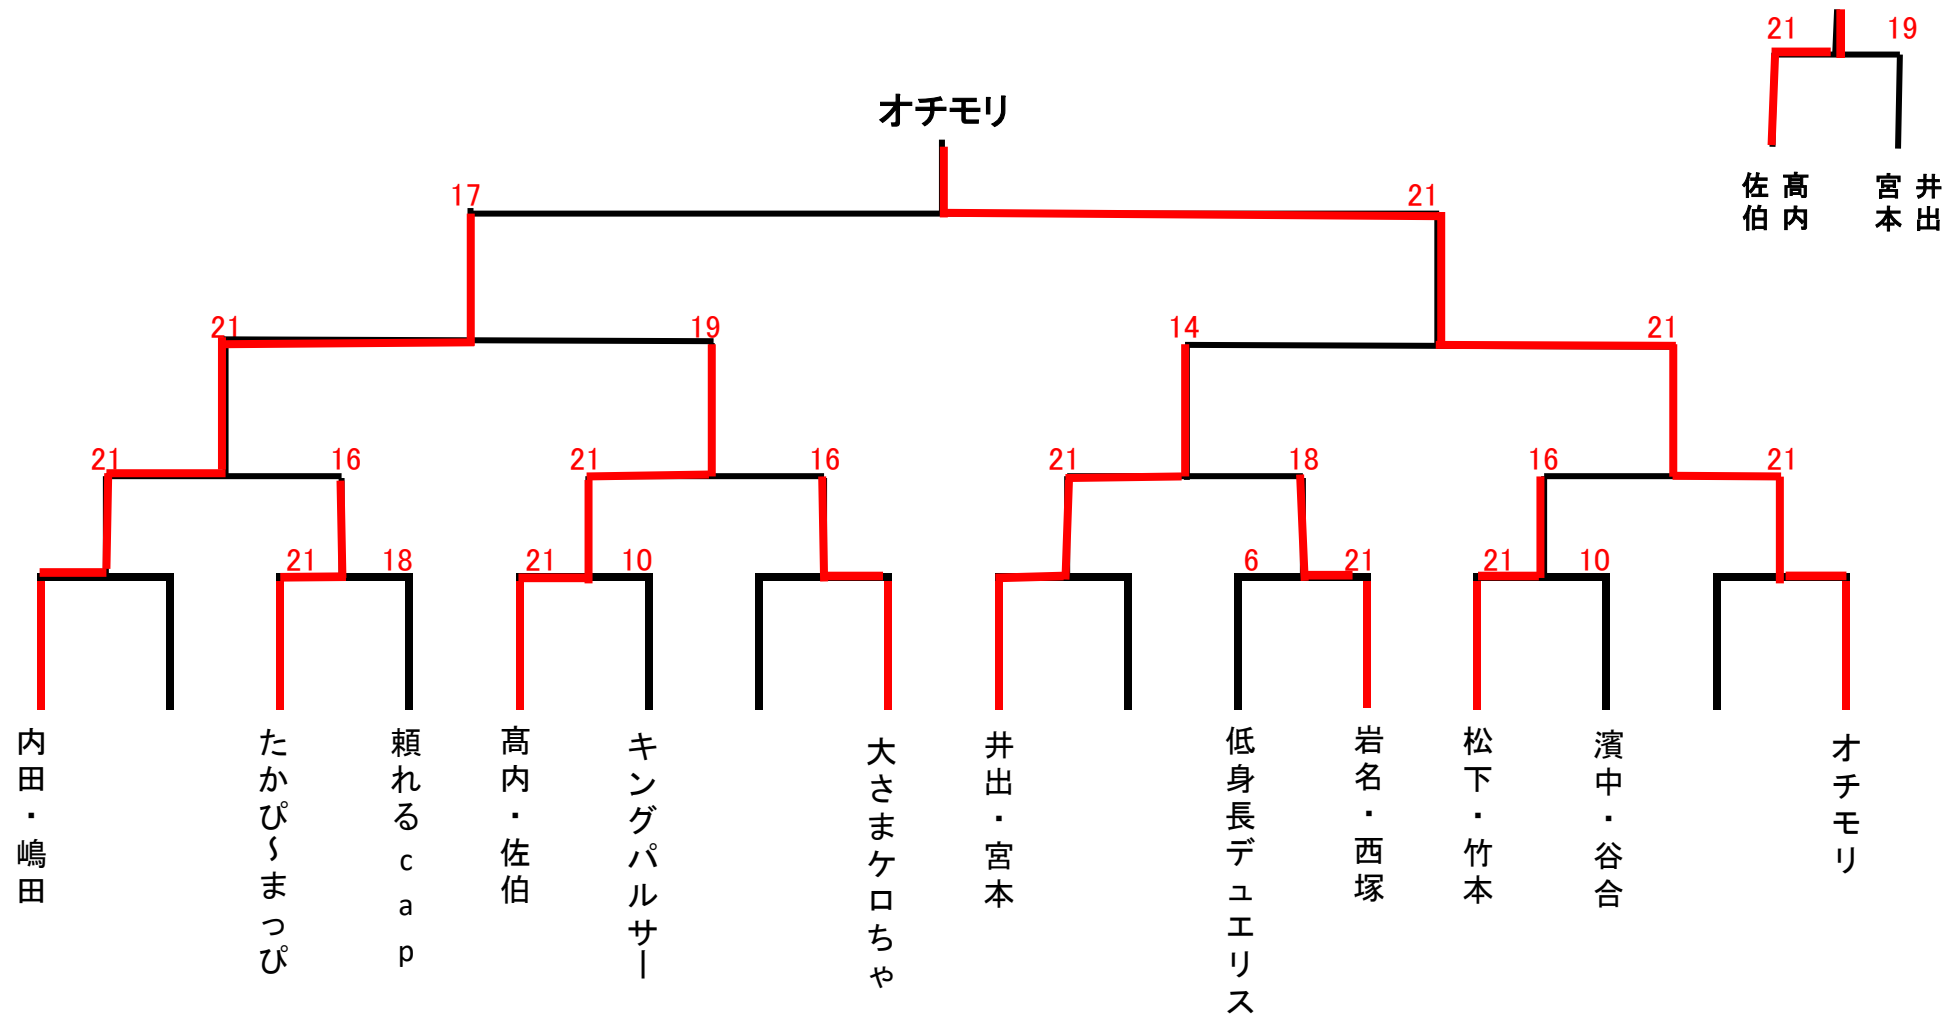 21
19
オチモリ
佐伯
高内
宮本
井出
17
21
21
19
14
21
21
16
21
16
21
18
16
21
21
18
21
10
6
21
21
10
内田・嶋田
たかぴ～まっぴ
頼れるcap
髙内・佐伯
キングパルサー
大さまケロちゃ
井出・宮本
低身長デュエリス
岩名・西塚
松下・竹本
濱中・谷合
オチモリ